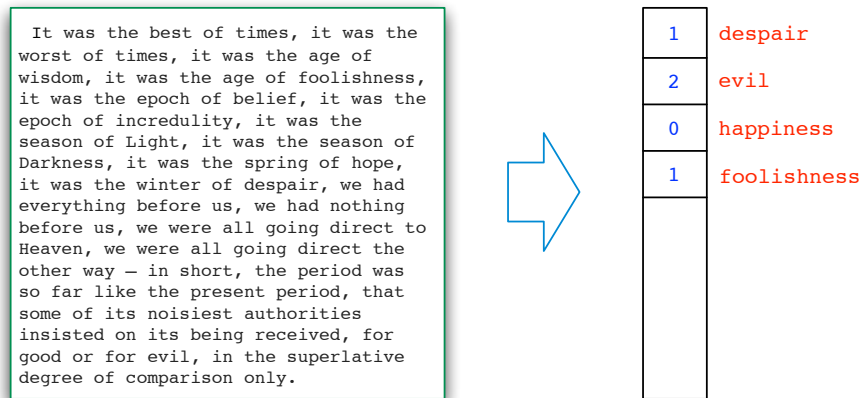 It was the best of times, it was the
worst of times, it was the age of
wisdom, it was the age of foolishness,
it was the epoch of belief, it was the
epoch of incredulity, it was the
season of Light, it was the season of
Darkness, it was the spring of hope,
it was the winter of despair, we had
everything before us, we had nothing
before us, we were all going direct to
Heaven, we were all going direct the
other way – in short, the period was
so far like the present period, that
some of its noisiest authorities
insisted on its being received, for
good or for evil, in the superlative
degree of comparison only.
1 despair
2 evil
0 happiness
1 foolishness